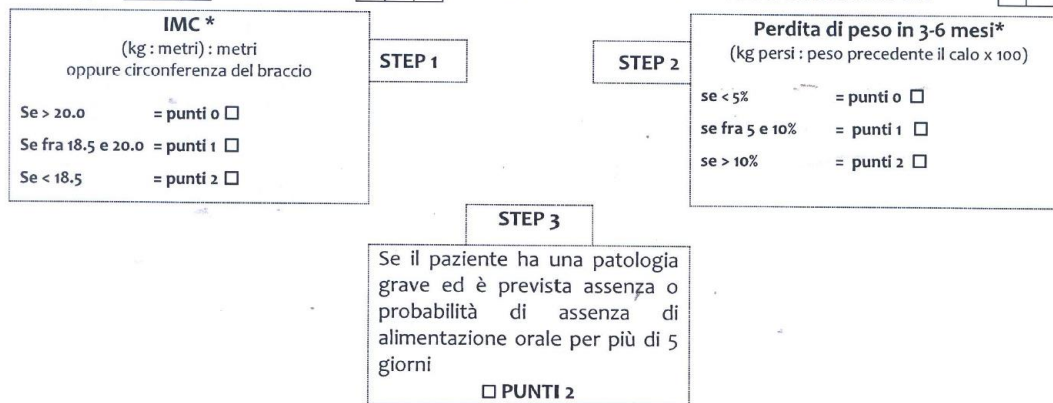 IMC *
(kg : metri) : metri
oppure circonferenza del braccio
Se > 20.0 = punti 0 ☐
Se fra 18.5 e 20.0 = punti 1 ☐
Se < 18.5 = punti 2 ☐
STEP 1
STEP 2
Perdita di peso in 3-6 mesi*
(kg persi : peso precedente il calo x 100)
se < 5% = punti 0 ☐
se fra 5 e 10% = punti 1 ☐
se > 10% = punti 2 ☐
STEP 3
Se il paziente ha una patologia
grave ed è prevista assenza o
probabilità di assenza di
alimentazione orale per più di 5
giorni
☐ PUNTI 2